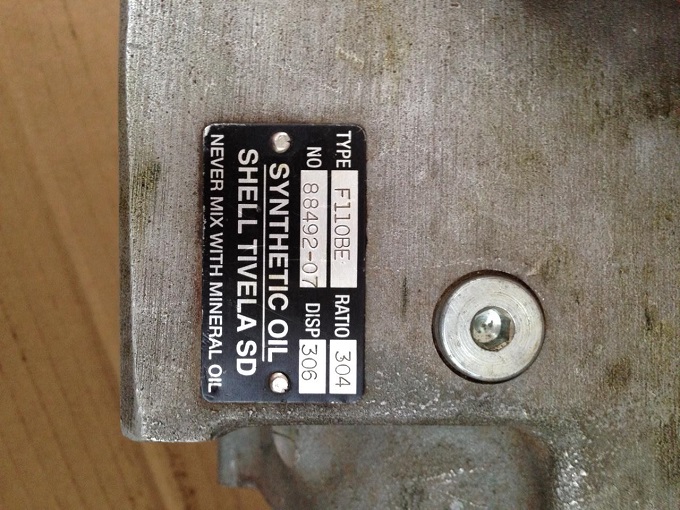 TYPE F110BE RATIO 304
NO 88492-07 DISP 306
SYNTHETIC OIL
SHELL TIVELA SD
NEVER MIX WITH MINERAL OIL